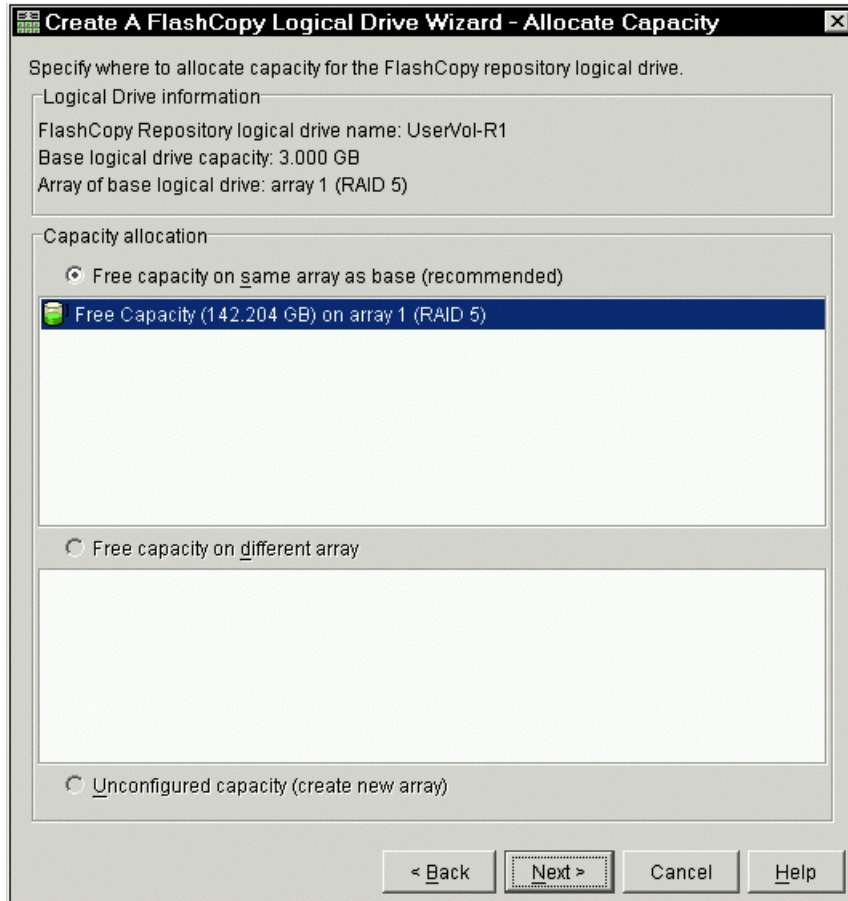 Create A FlashCopy Logical Drive Wizard - Allocate Capacity
Specify where to allocate capacity for the FlashCopy repository logical drive.
Logical Drive information
FlashCopy Repository logical drive name: UserVol-R1
Base logical drive capacity: 3.000 GB
Array of base logical drive: array 1 (RAID 5)
Capacity allocation
Free capacity on same array as base (recommended)
Free Capacity (142.204 GB) on array 1 (RAID 5)
Free capacity on different array
Unconfigured capacity (create new array)
< Back Next > Cancel Help